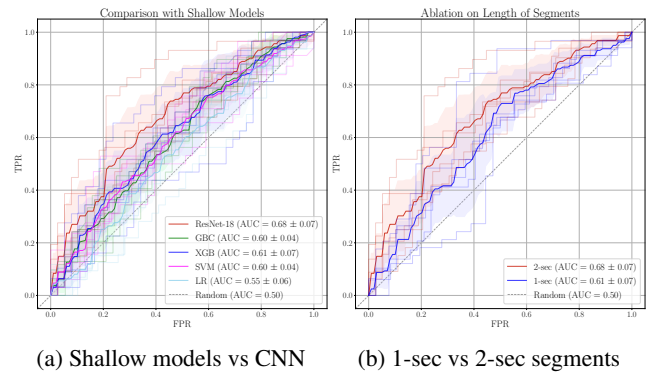 Comparison with Shallow Models
1.0
0.8
0.6
0.4
0.2
0.0
TPR
0.0 0.2 0.4 0.6 0.8 1.0
FPR
ResNet-18 (AUC = 0.68 ± 0.07)
GBC (AUC = 0.60 ± 0.04)
XGB (AUC = 0.61 ± 0.07)
SVM (AUC = 0.60 ± 0.04)
LR (AUC = 0.55 ± 0.06)
Random (AUC = 0.50)
(a) Shallow models vs CNN
Ablation on Length of Segments
1.0
0.8
0.6
0.4
0.2
0.0
TPR
0.0 0.2 0.4 0.6 0.8 1.0
FPR
2-sec (AUC = 0.68 ± 0.07)
1-sec (AUC = 0.61 ± 0.07)
Random (AUC = 0.50)
(b) 1-sec vs 2-sec segments